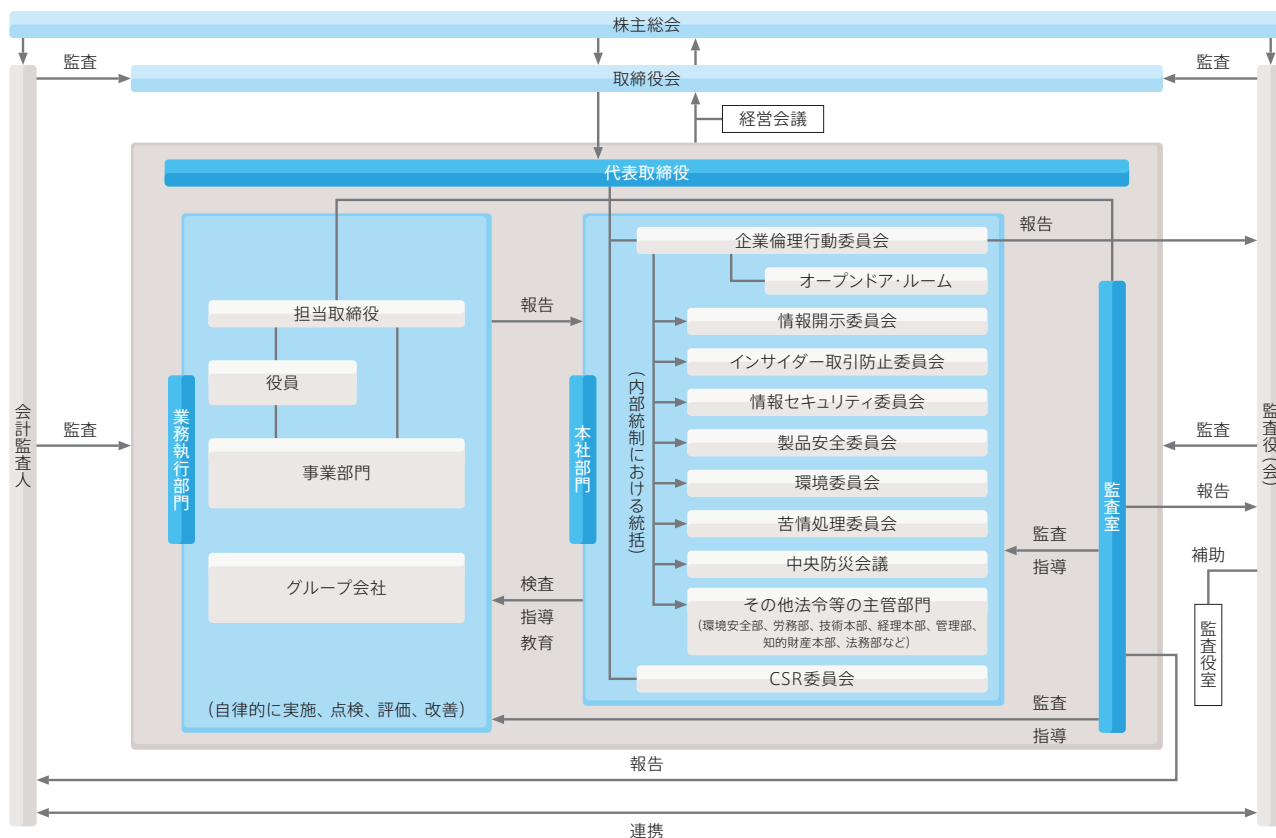 株主総会
監査
取締役会
監査
経営会議
代表取締役
企業倫理行動委員会
報告
オープンドア・ルーム
担当取締役
報告
情報開示委員会
役員
インサイダー取引防止委員会
情報セキュリティ委員会
会計監査人
監査
業務執行部門
事業部門
本社部門
(内部統制における統括)
製品安全委員会
監査
監査役(会)
環境委員会
監査室
報告
苦情処理委員会
監査
指導
中央防災会議
補助
グループ会社
検査
指導
教育
その他法令等の主管部門
(環境安全部、労務部、技術本部、経理本部、管理部、
知的財産本部、法務部など)
監査役室
CSR委員会
(自律的に実施、点検、評価、改善)
監査
指導
報告
連携